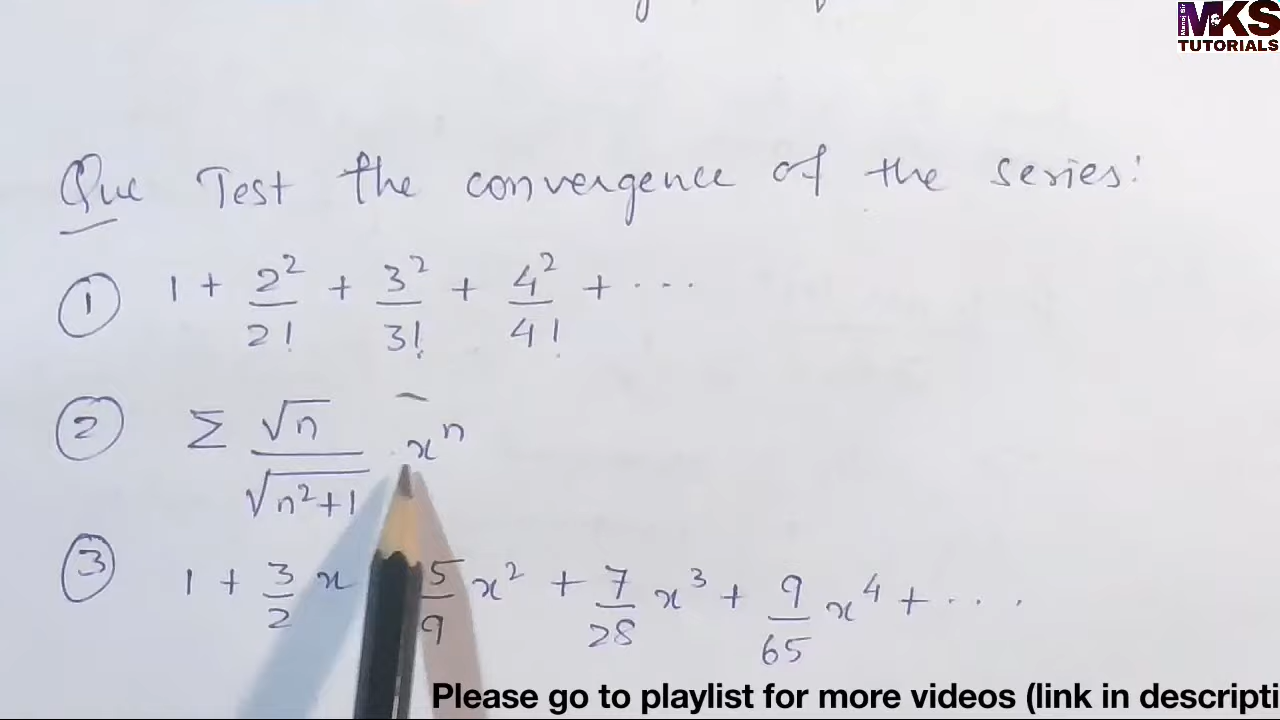 Manoj Sir
MKS
TUTORIALS
Que Test the convergence of the series:
① 1 + 2²/2! + 3²/3! + 4²/4! + ...
② Σ √n/√(n²+1) xⁿ
③ 1 + 3/2 x 5/9 x² + 7/28 x³ + 9/65 x⁴ + ...
Please go to playlist for more videos (link in descripti